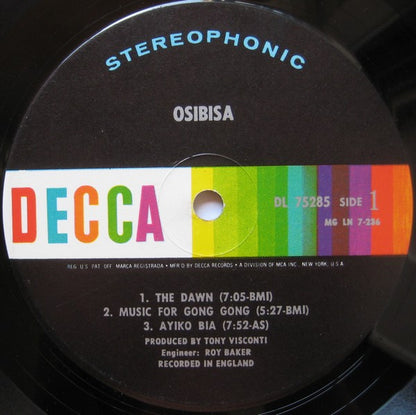 STEREOPHONIC
OSIBISA
DECCA
DL 75285 SIDE 1
MG LN 7-236
REG. U.S. PAT. OFF. MARCA REGISTRADA • MFR'D BY DECCA RECORDS • A DIVISION OF MCA INC., NEW YORK, U.S.A.
1. THE DAWN (7:05-BMI)
2. MUSIC FOR GONG GONG (5:27-BMI)
3. AYIKO BIA (7:52-AS)
PRODUCED BY TONY VISCONTI
Engineer: ROY BAKER
RECORDED IN ENGLAND